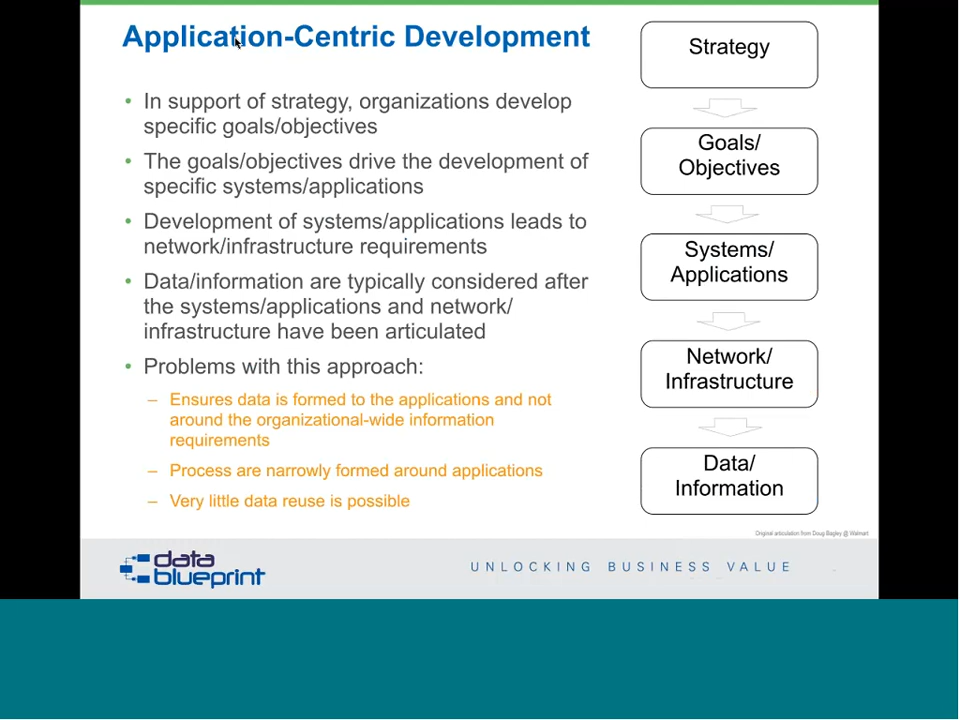 Application-Centric Development
• In support of strategy, organizations develop
specific goals/objectives
• The goals/objectives drive the development of
specific systems/applications
• Development of systems/applications leads to
network/infrastructure requirements
• Data/information are typically considered after
the systems/applications and network/
infrastructure have been articulated
• Problems with this approach:
– Ensures data is formed to the applications and not
around the organizational-wide information
requirements
– Process are narrowly formed around applications
– Very little data reuse is possible
Strategy
Goals/
Objectives
Systems/
Applications
Network/
Infrastructure
Data/
Information
Original articulation from Doug Bagley @ Walmart
data
blueprint
UNLOCKING BUSINESS VALUE